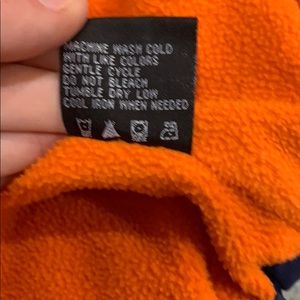 MACHINE WASH COLD
WITH LIKE COLORS
GENTLE CYCLE
DO NOT BLEACH
TUMBLE DRY LOW
COOL IRON WHEN NEEDED